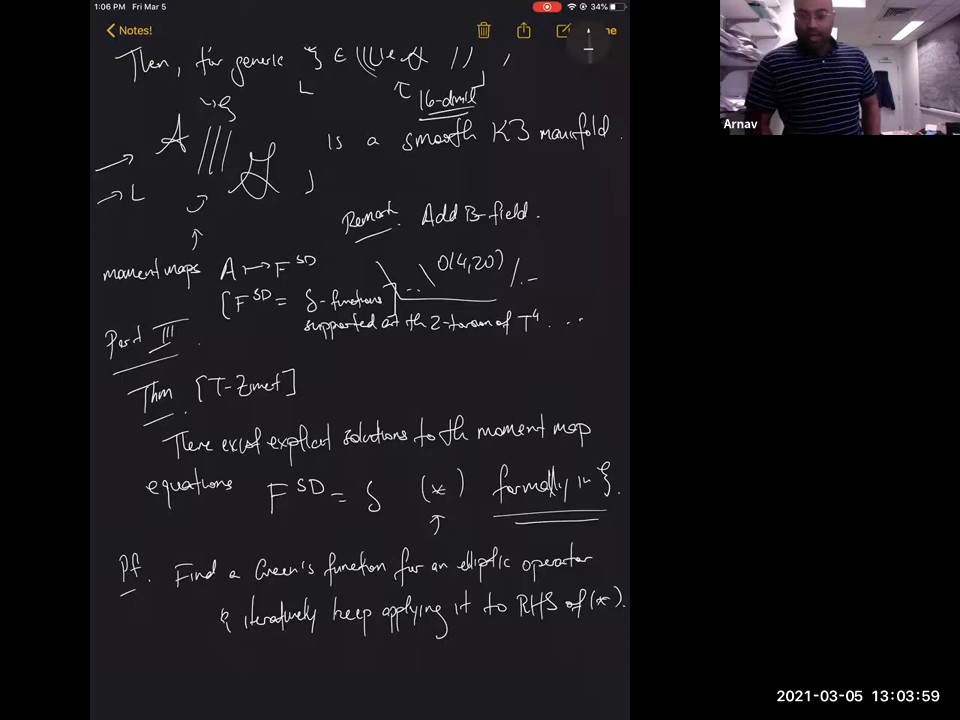 1:06 PM Fri Mar 5
34%
Notes!
Then, for generic ξ ∈
16-dim'l
A /// G is a smooth K3 manifold.
L
Remark. Add B-field.
O(4,20)
moment maps A ↦ F^SD
[F^SD = δ-functions
supported at the 2-torsion of T^4 ...
Part III
Thm [T-Zimet]
There exist explicit solutions to the moment map
equations F^SD = δ (*) formally in ξ.
Pf. Find a Green's function for an elliptic operator
& iteratively keep applying it to RHS of (*).
Arnav
2021-03-05 13:03:59